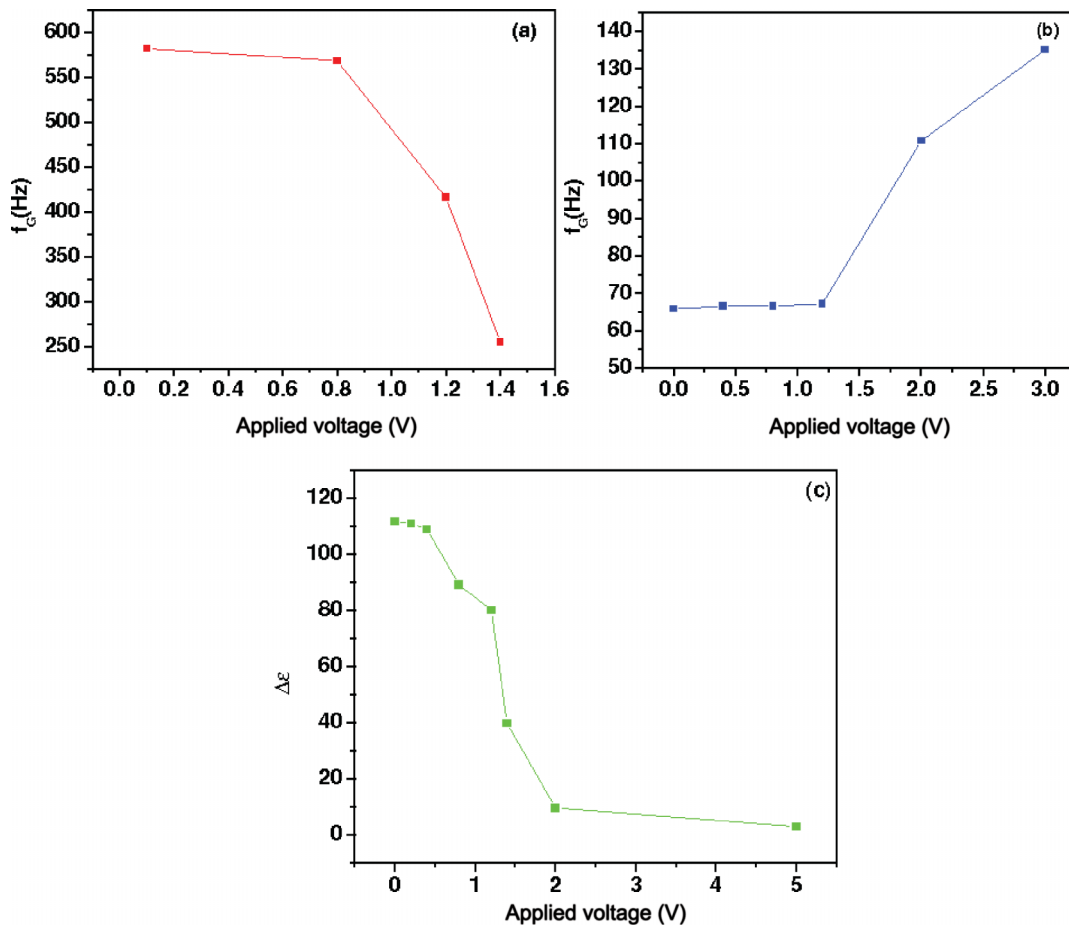 (a)
600
550
500
450
400
350
300
250
f_G(Hz)
0.0 0.2 0.4 0.6 0.8 1.0 1.2 1.4 1.6
Applied voltage (V)
(b)
140
130
120
110
100
90
80
70
60
50
f_G(Hz)
0.0 0.5 1.0 1.5 2.0 2.5 3.0
Applied voltage (V)
(c)
120
100
80
60
40
20
0
Δε
0 1 2 3 4 5
Applied voltage (V)